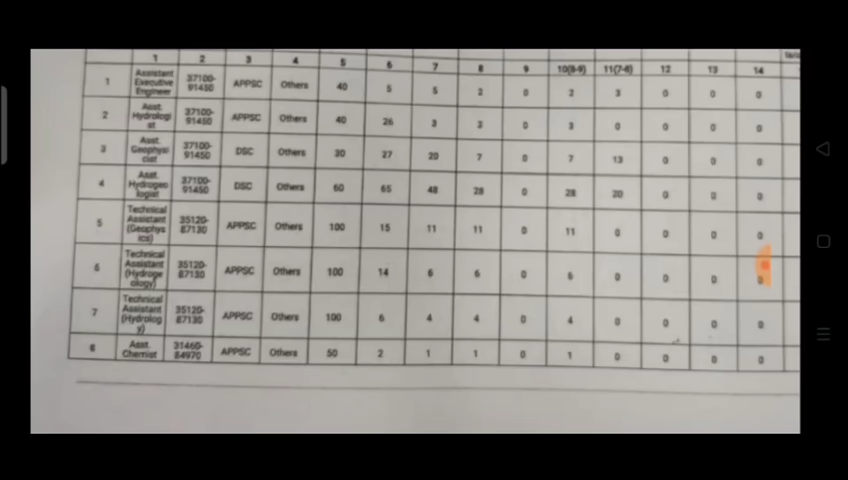 1 2 3 4 5 6 7 8 9 10(8-9) 11(7-8) 12 13 14
1 Assistant Executive Engineer 37100-91450 APPSC Others 40 5 5 2 0 2 3 0 0 0
2 Asst. Hydrologist 37100-91450 APPSC Others 40 26 3 3 0 3 0 0 0 0
3 Asst. Geophysicist 37100-91450 DSC Others 30 27 20 7 0 7 13 0 0 0
4 Asst. Hydrogeologist 37100-91450 DSC Others 60 65 48 28 0 28 20 0 0 0
5 Technical Assistant (Geophysics) 35120-87130 APPSC Others 100 15 11 11 0 11 0 0 0 0
6 Technical Assistant (Hydrogeology) 35120-87130 APPSC Others 100 14 6 6 0 6 0 0 0 0
7 Technical Assistant (Hydrology) 35120-87130 APPSC Others 100 6 4 4 0 4 0 0 0 0
8 Asst. Chemist 31460-84970 APPSC Others 50 2 1 1 0 1 0 0 0 0